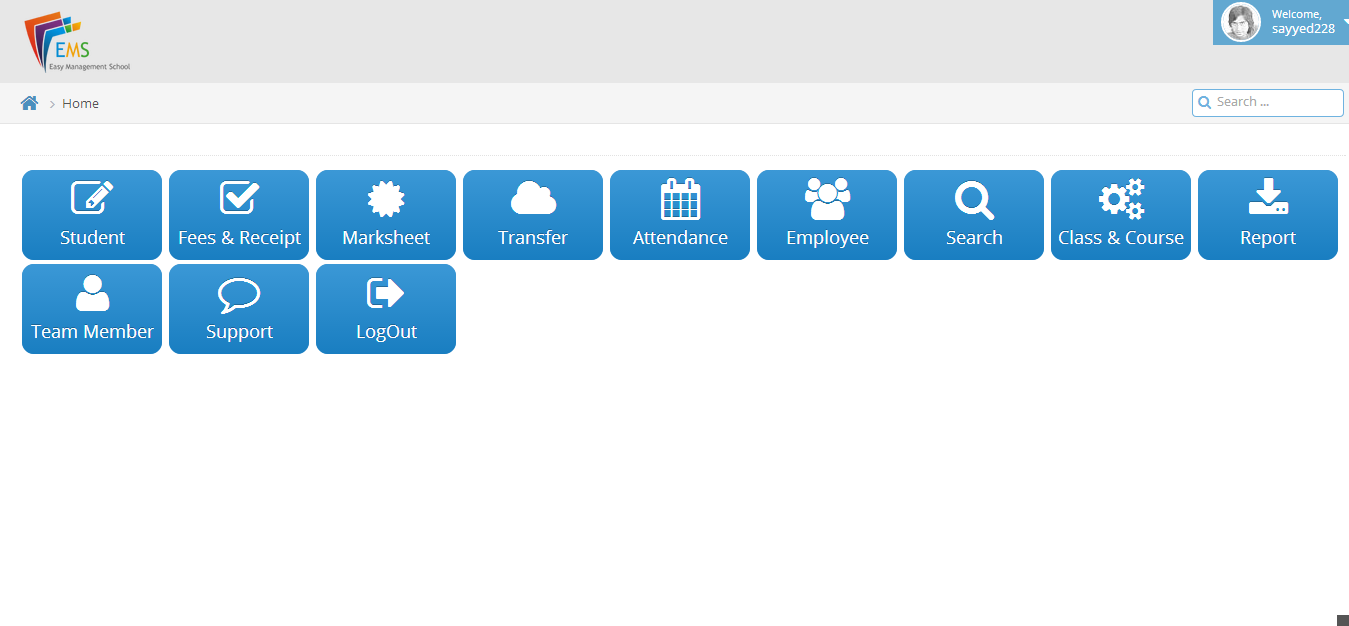 EMS
Easy Management School
Welcome,
sayyed228
Home
Search ...
Student
Fees & Receipt
Marksheet
Transfer
Attendance
Employee
Search
Class & Course
Report
Team Member
Support
LogOut